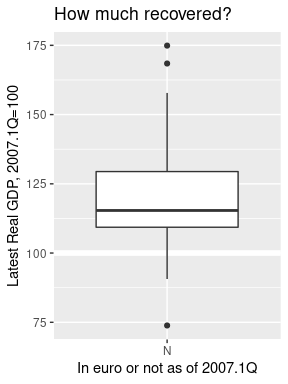 How much recovered?
Latest Real GDP, 2007.1Q=100
175
150
125
100
75
N
In euro or not as of 2007.1Q